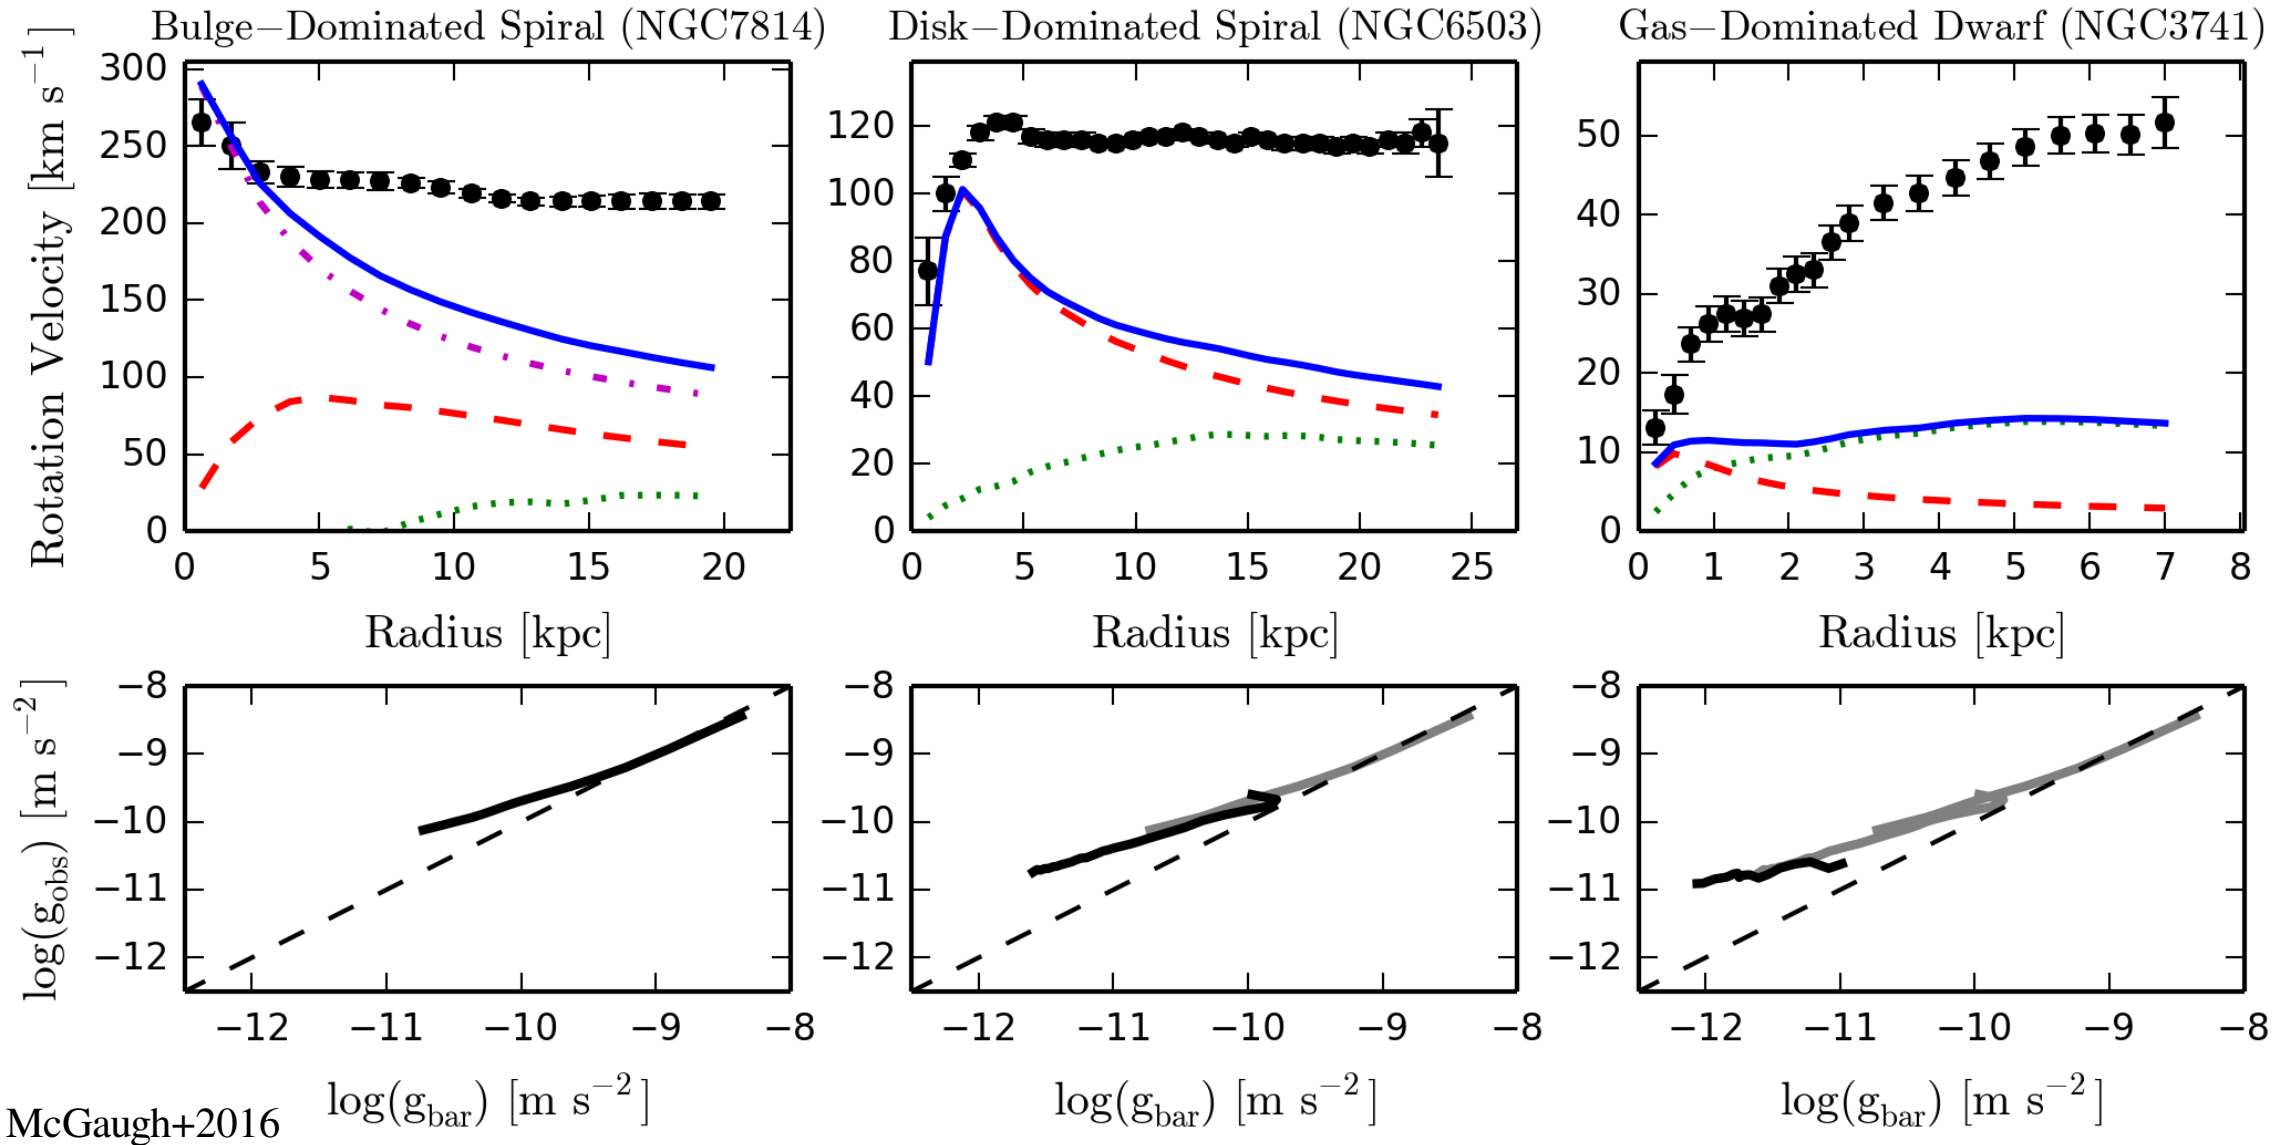 Bulge−Dominated Spiral (NGC7814)
Disk−Dominated Spiral (NGC6503)
Gas−Dominated Dwarf (NGC3741)
Rotation Velocity [km s⁻¹]
300
250
200
150
100
50
0
0 5 10 15 20
Radius [kpc]
120
100
80
60
40
20
0
0 5 10 15 20 25
Radius [kpc]
50
40
30
20
10
0
0 1 2 3 4 5 6 7 8
Radius [kpc]
log(g_obs) [m s⁻²]
−8
−9
−10
−11
−12
−12 −11 −10 −9 −8
log(g_bar) [m s⁻²]
−8
−9
−10
−11
−12
−12 −11 −10 −9 −8
log(g_bar) [m s⁻²]
−8
−9
−10
−11
−12
−12 −11 −10 −9 −8
log(g_bar) [m s⁻²]
McGaugh+2016